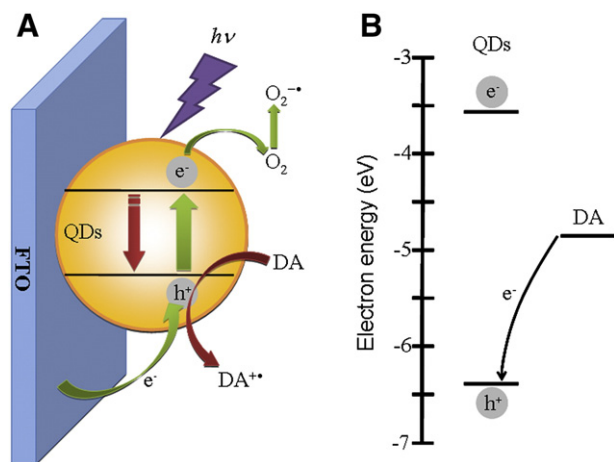 A
hν
O₂⁻•
O₂
e⁻
QDs
FTO
h⁺
DA
e⁻
DA⁺•
B
QDs
Electron energy (eV)
-3
-4
-5
-6
-7
e⁻
DA
e⁻
h⁺